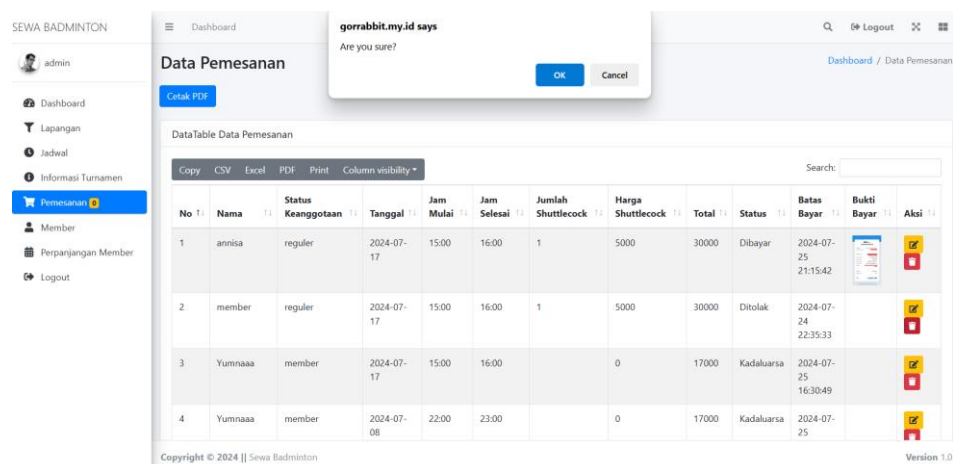 SEWA BADMINTON
Dashboard
gorrabbit.my.id says
Are you sure?
OK Cancel
Logout
admin
Data Pemesanan
Dashboard / Data Pemesanan
Cetak PDF
Dashboard
Lapangan
Jadwal
Informasi Turnamen
Pemesanan 0
Member
Perpanjangan Member
Logout
DataTable Data Pemesanan
Copy CSV Excel PDF Print Column visibility
Search:
No Nama Status Keanggotaan Tanggal Jam Mulai Jam Selesai Jumlah Shuttlecock Harga Shuttlecock Total Status Batas Bayar Bukti Bayar Aksi
1 annisa reguler 2024-07-17 15:00 16:00 1 5000 30000 Dibayar 2024-07-25 21:15:42
2 member reguler 2024-07-17 15:00 16:00 1 5000 30000 Ditolak 2024-07-24 22:35:33
3 Yumnaaa member 2024-07-17 15:00 16:00 0 17000 Kadaluarsa 2024-07-25 16:30:49
4 Yumnaaa member 2024-07-08 22:00 23:00 0 17000 Kadaluarsa 2024-07-25
Copyright © 2024 || Sewa Badminton
Version 1.0